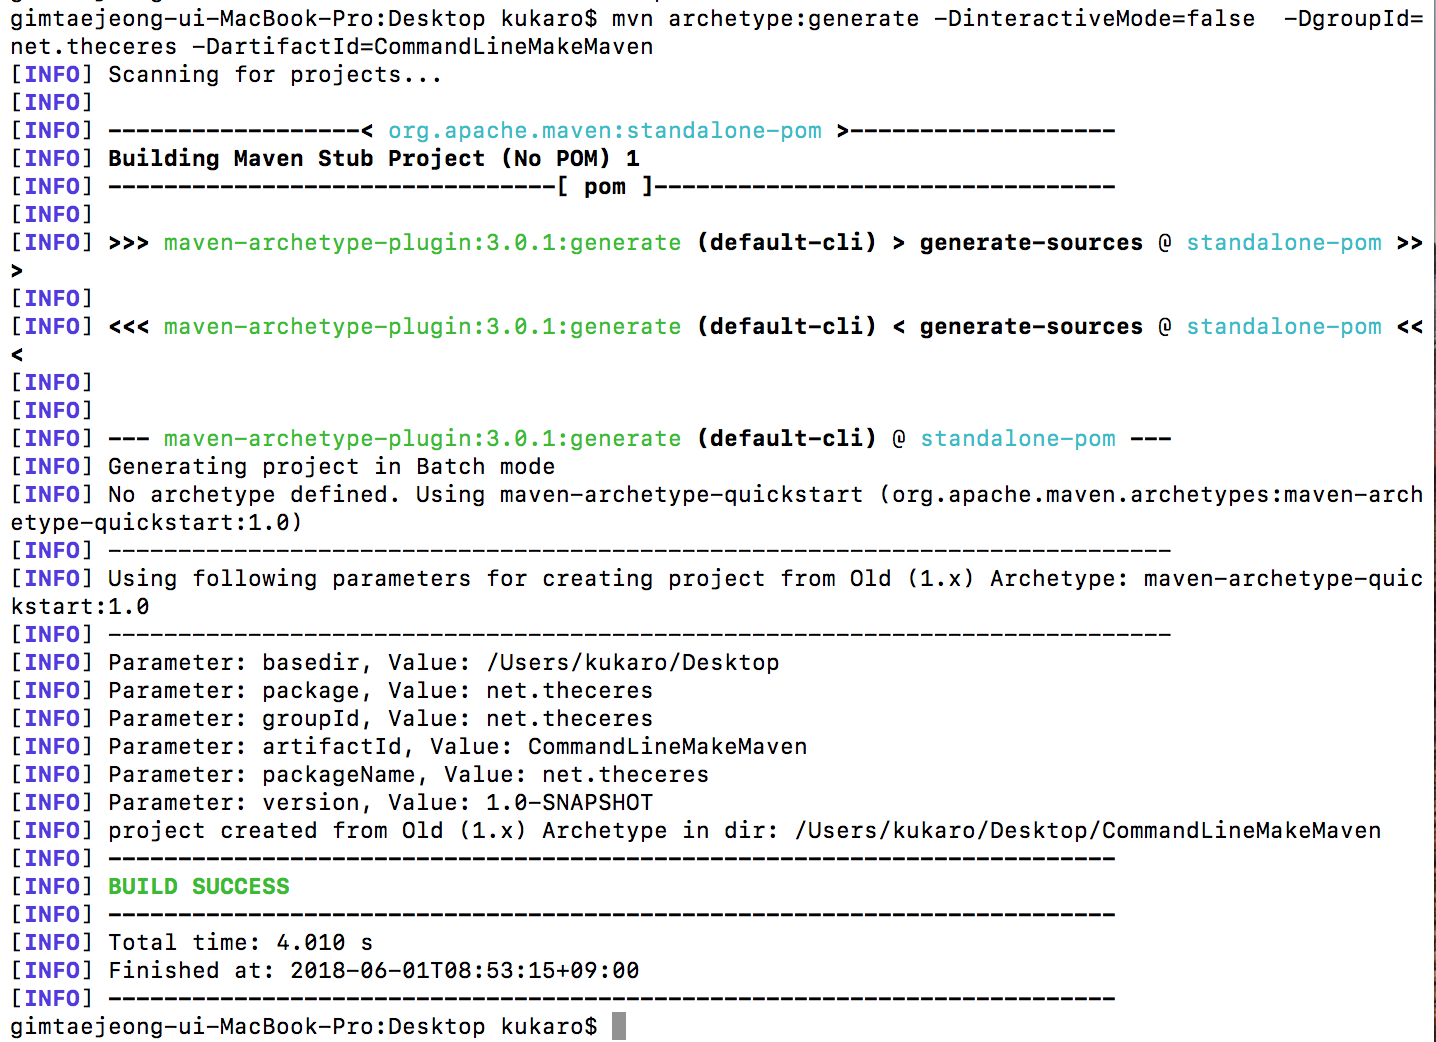 gimtaejeong-ui-MacBook-Pro:Desktop kukaro$ mvn archetype:generate -DinteractiveMode=false  -DgroupId=
net.theceres -DartifactId=CommandLineMakeMaven
[INFO] Scanning for projects...
[INFO]
[INFO] ------------------< org.apache.maven:standalone-pom >-------------------
[INFO] Building Maven Stub Project (No POM) 1
[INFO] --------------------------------[ pom ]---------------------------------
[INFO]
[INFO] >>> maven-archetype-plugin:3.0.1:generate (default-cli) > generate-sources @ standalone-pom >>
>
[INFO]
[INFO] <<< maven-archetype-plugin:3.0.1:generate (default-cli) < generate-sources @ standalone-pom <<
<
[INFO]
[INFO]
[INFO] --- maven-archetype-plugin:3.0.1:generate (default-cli) @ standalone-pom ---
[INFO] Generating project in Batch mode
[INFO] No archetype defined. Using maven-archetype-quickstart (org.apache.maven.archetypes:maven-arch
etype-quickstart:1.0)
[INFO] ----------------------------------------------------------------------------
[INFO] Using following parameters for creating project from Old (1.x) Archetype: maven-archetype-quic
kstart:1.0
[INFO] ----------------------------------------------------------------------------
[INFO] Parameter: basedir, Value: /Users/kukaro/Desktop
[INFO] Parameter: package, Value: net.theceres
[INFO] Parameter: groupId, Value: net.theceres
[INFO] Parameter: artifactId, Value: CommandLineMakeMaven
[INFO] Parameter: packageName, Value: net.theceres
[INFO] Parameter: version, Value: 1.0-SNAPSHOT
[INFO] project created from Old (1.x) Archetype in dir: /Users/kukaro/Desktop/CommandLineMakeMaven
[INFO] ------------------------------------------------------------------------
[INFO] BUILD SUCCESS
[INFO] ------------------------------------------------------------------------
[INFO] Total time: 4.010 s
[INFO] Finished at: 2018-06-01T08:53:15+09:00
[INFO] ------------------------------------------------------------------------
gimtaejeong-ui-MacBook-Pro:Desktop kukaro$